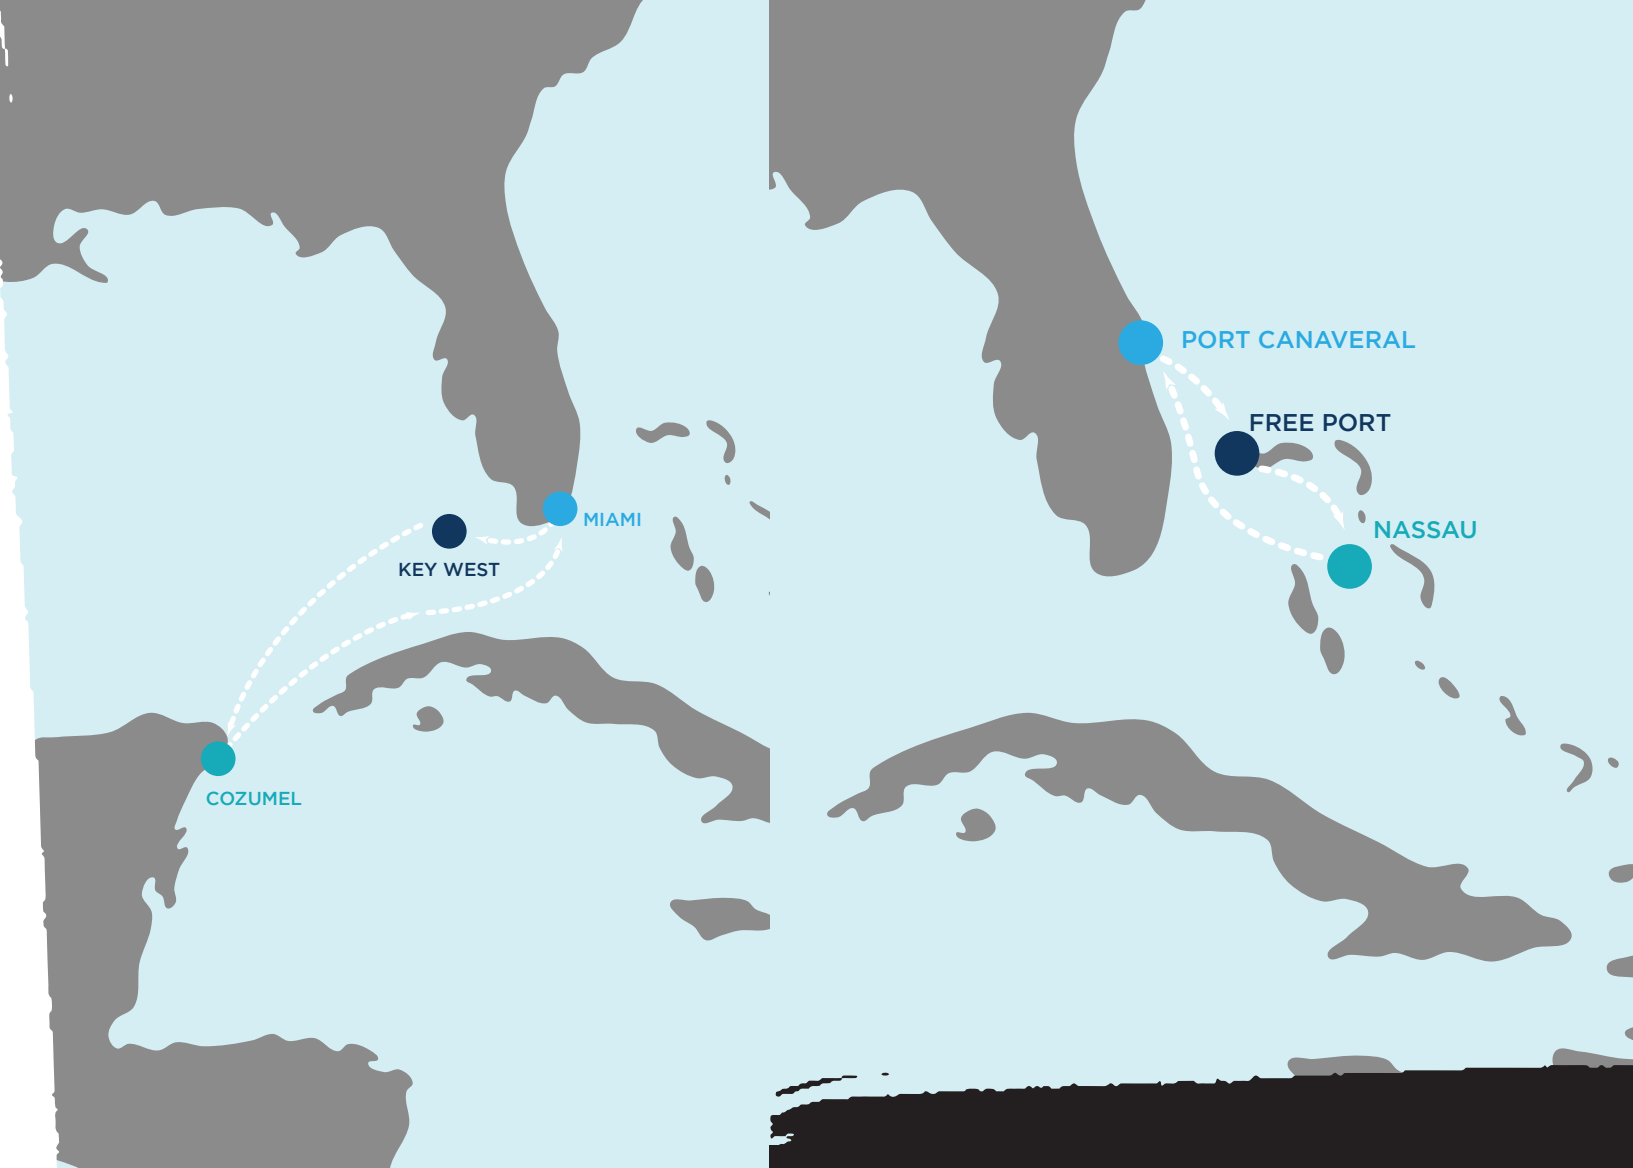 MIAMI
KEY WEST
COZUMEL
PORT CANAVERAL
FREE PORT
NASSAU